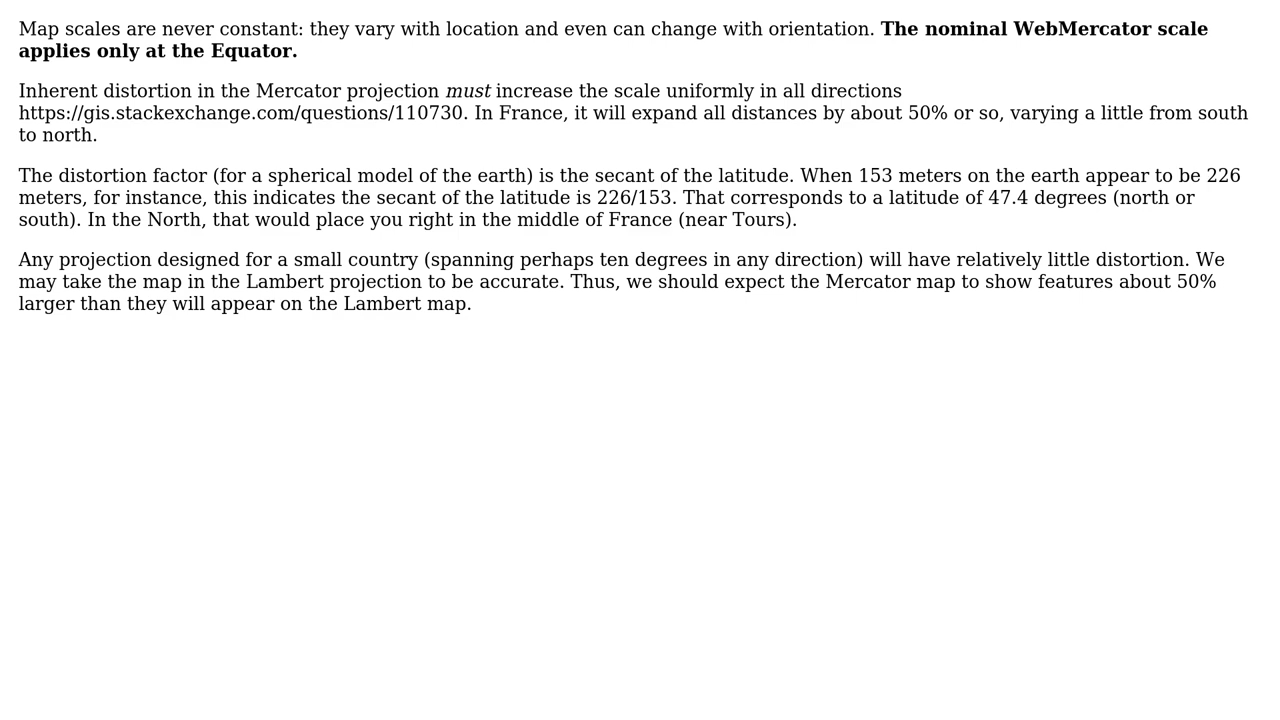 Map scales are never constant: they vary with location and even can change with orientation. The nominal WebMercator scale
applies only at the Equator.
Inherent distortion in the Mercator projection must increase the scale uniformly in all directions
https://gis.stackexchange.com/questions/110730. In France, it will expand all distances by about 50% or so, varying a little from south
to north.
The distortion factor (for a spherical model of the earth) is the secant of the latitude. When 153 meters on the earth appear to be 226
meters, for instance, this indicates the secant of the latitude is 226/153. That corresponds to a latitude of 47.4 degrees (north or
south). In the North, that would place you right in the middle of France (near Tours).
Any projection designed for a small country (spanning perhaps ten degrees in any direction) will have relatively little distortion. We
may take the map in the Lambert projection to be accurate. Thus, we should expect the Mercator map to show features about 50%
larger than they will appear on the Lambert map.